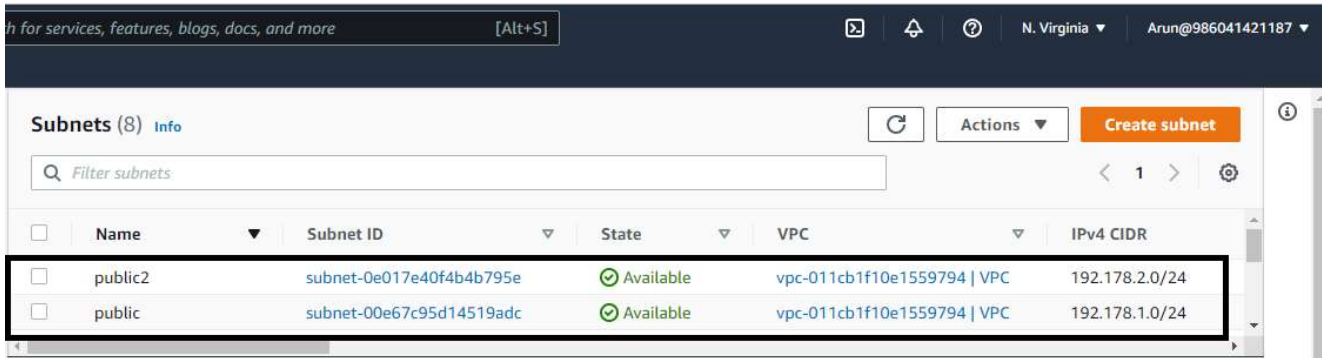 h for services, features, blogs, docs, and more [Alt+S] N. Virginia ▼ Arun@986041421187 ▼
Subnets (8) Info Actions ▼ Create subnet
Filter subnets 1
Name Subnet ID State VPC IPv4 CIDR
public2 subnet-0e017e40f4b4b795e Available vpc-011cb1f10e1559794 | VPC 192.178.2.0/24
public subnet-00e67c95d14519adc Available vpc-011cb1f10e1559794 | VPC 192.178.1.0/24